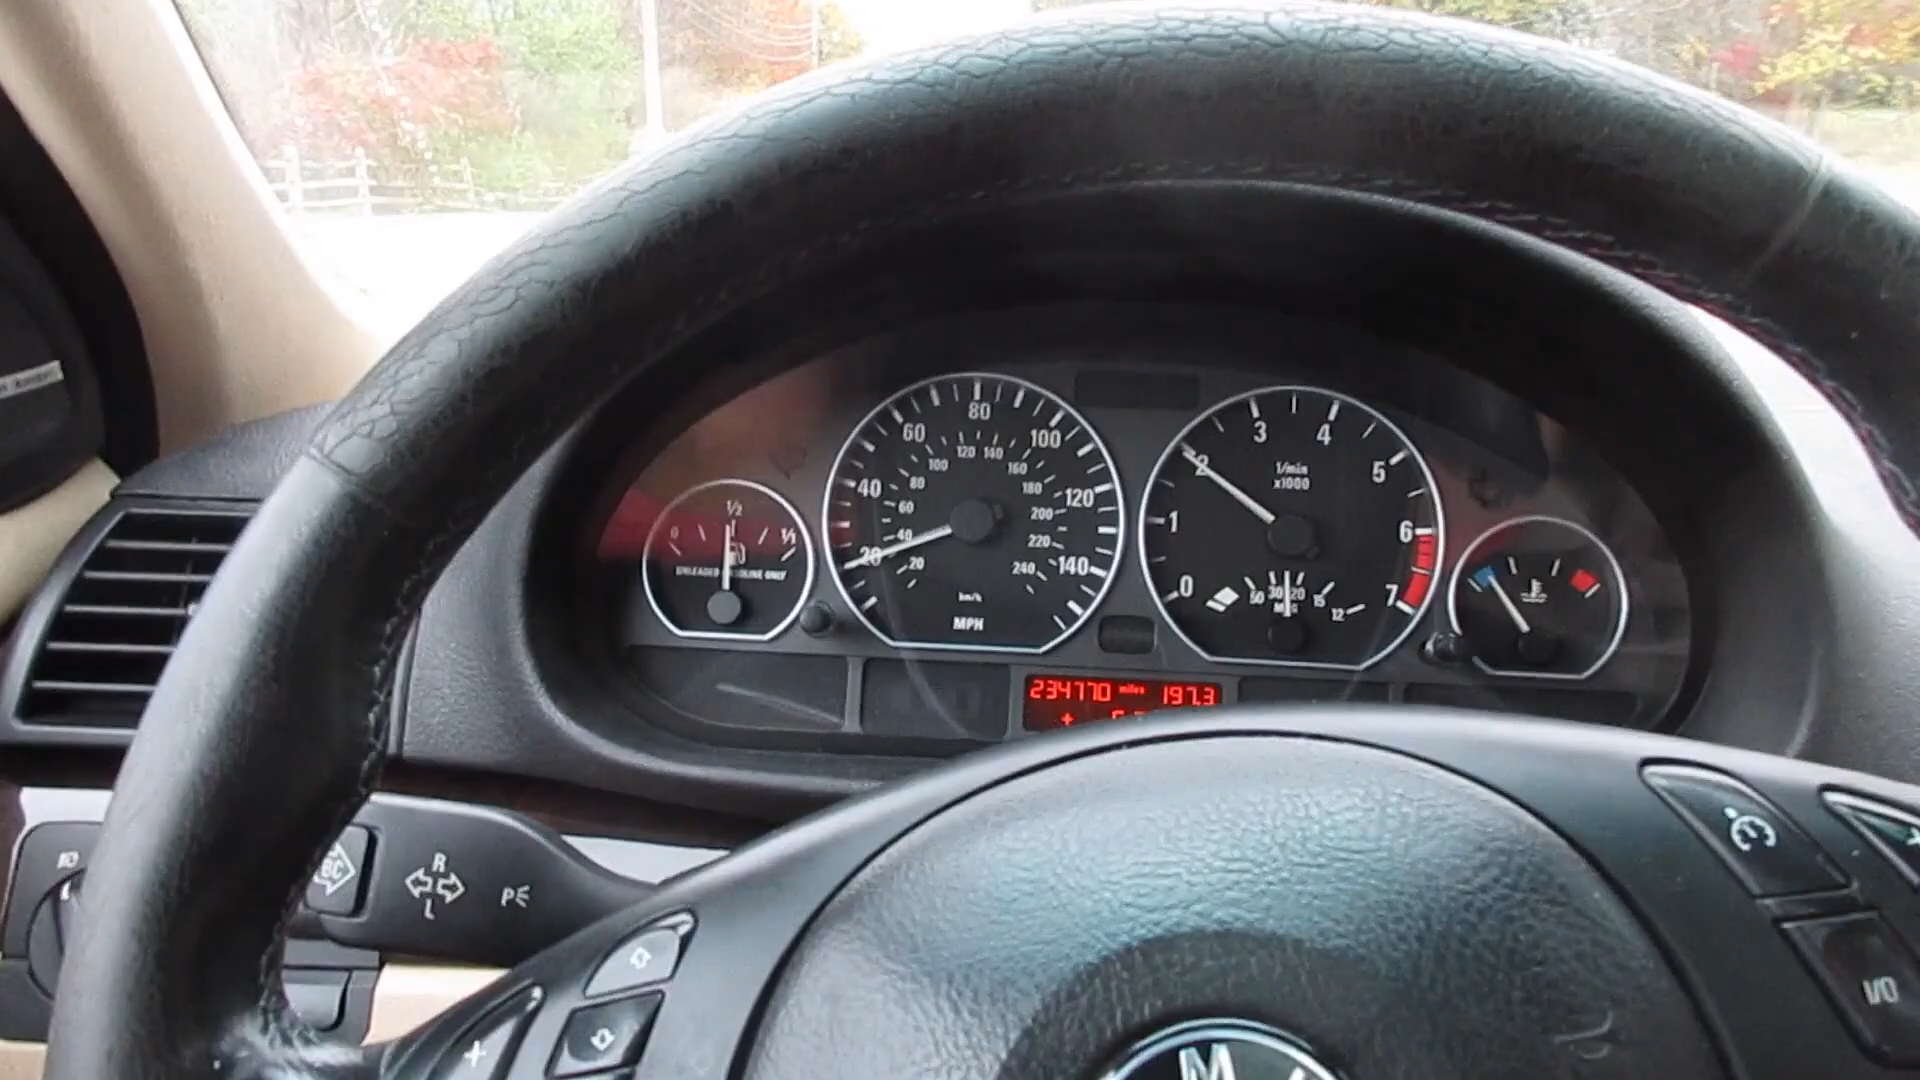 80
60
100
40
120
20
140
120 140
100
160
80
180
60
200
40
220
20
240
km/h
MPH
0
1/2
1/1
UNLEADED GASOLINE ONLY
3
4
2
5
1
6
0
7
1/min
x1000
50
30
20
15
12
MPG
234770 miles 197.3
+
BC
R
L
P
I/O
+
M